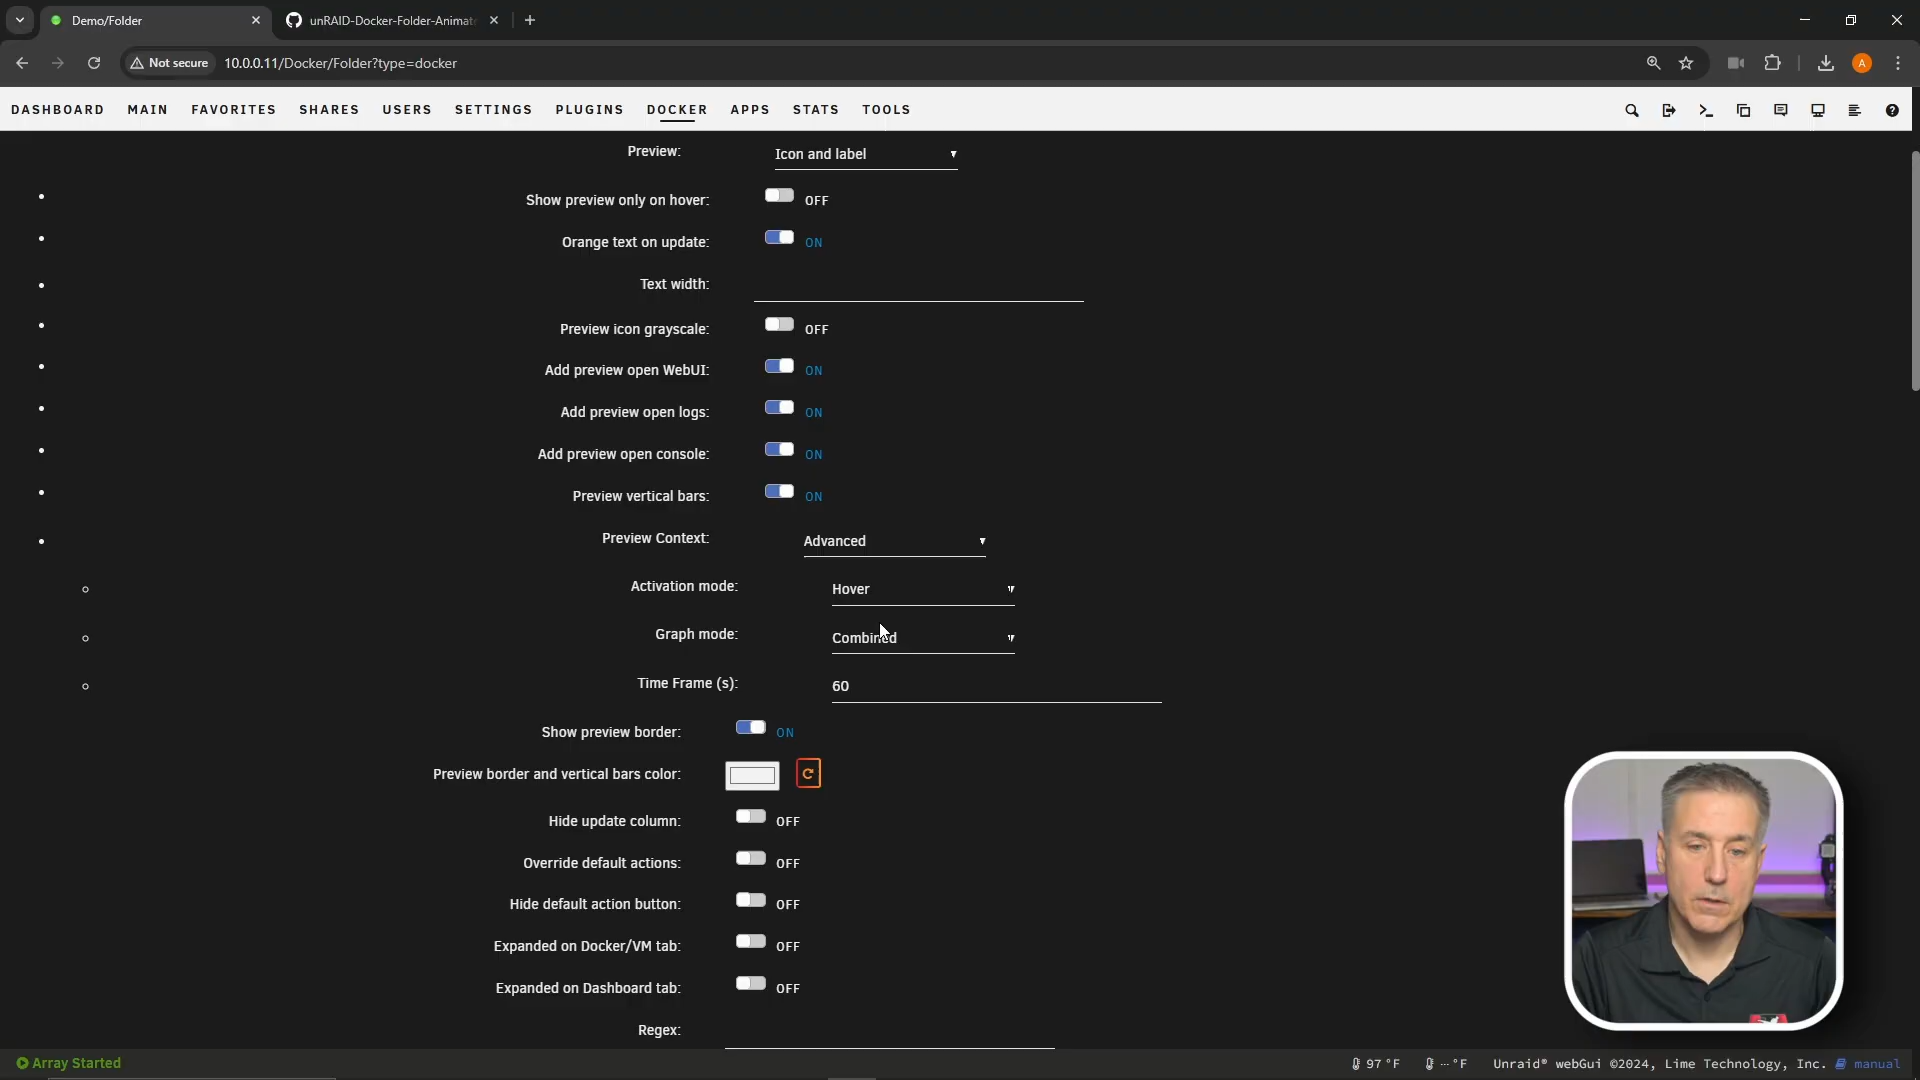 Demo/Folder
unRAID-Docker-Folder-Animat
Not secure
10.0.0.11/Docker/Folder?type=docker
A
DASHBOARD MAIN FAVORITES SHARES USERS SETTINGS PLUGINS DOCKER APPS STATS TOOLS
Preview: Icon and label
Show preview only on hover: OFF
Orange text on update: ON
Text width:
Preview icon grayscale: OFF
Add preview open WebUI: ON
Add preview open logs: ON
Add preview open console: ON
Preview vertical bars: ON
Preview Context: Advanced
Activation mode: Hover
Graph mode: Combined
Time Frame (s): 60
Show preview border: ON
Preview border and vertical bars color:
Hide update column: OFF
Override default actions: OFF
Hide default action button: OFF
Expanded on Docker/VM tab: OFF
Expanded on Dashboard tab: OFF
Regex:
Array Started
97 °F -- °F Unraid® webGui ©2024, Lime Technology, Inc. manual